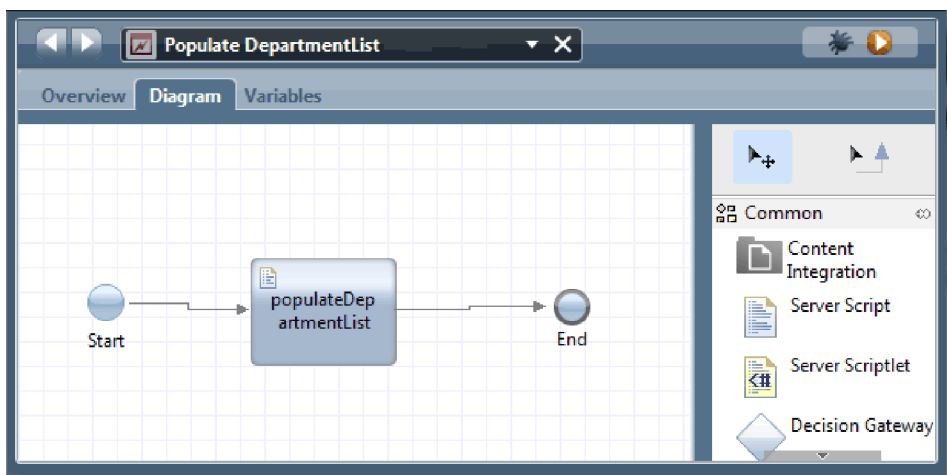 Populate DepartmentList
Overview Diagram Variables
Common
Content
Integration
Server Script
<#
Server Scriptlet
Decision Gateway
populateDep
artmentList
Start
End